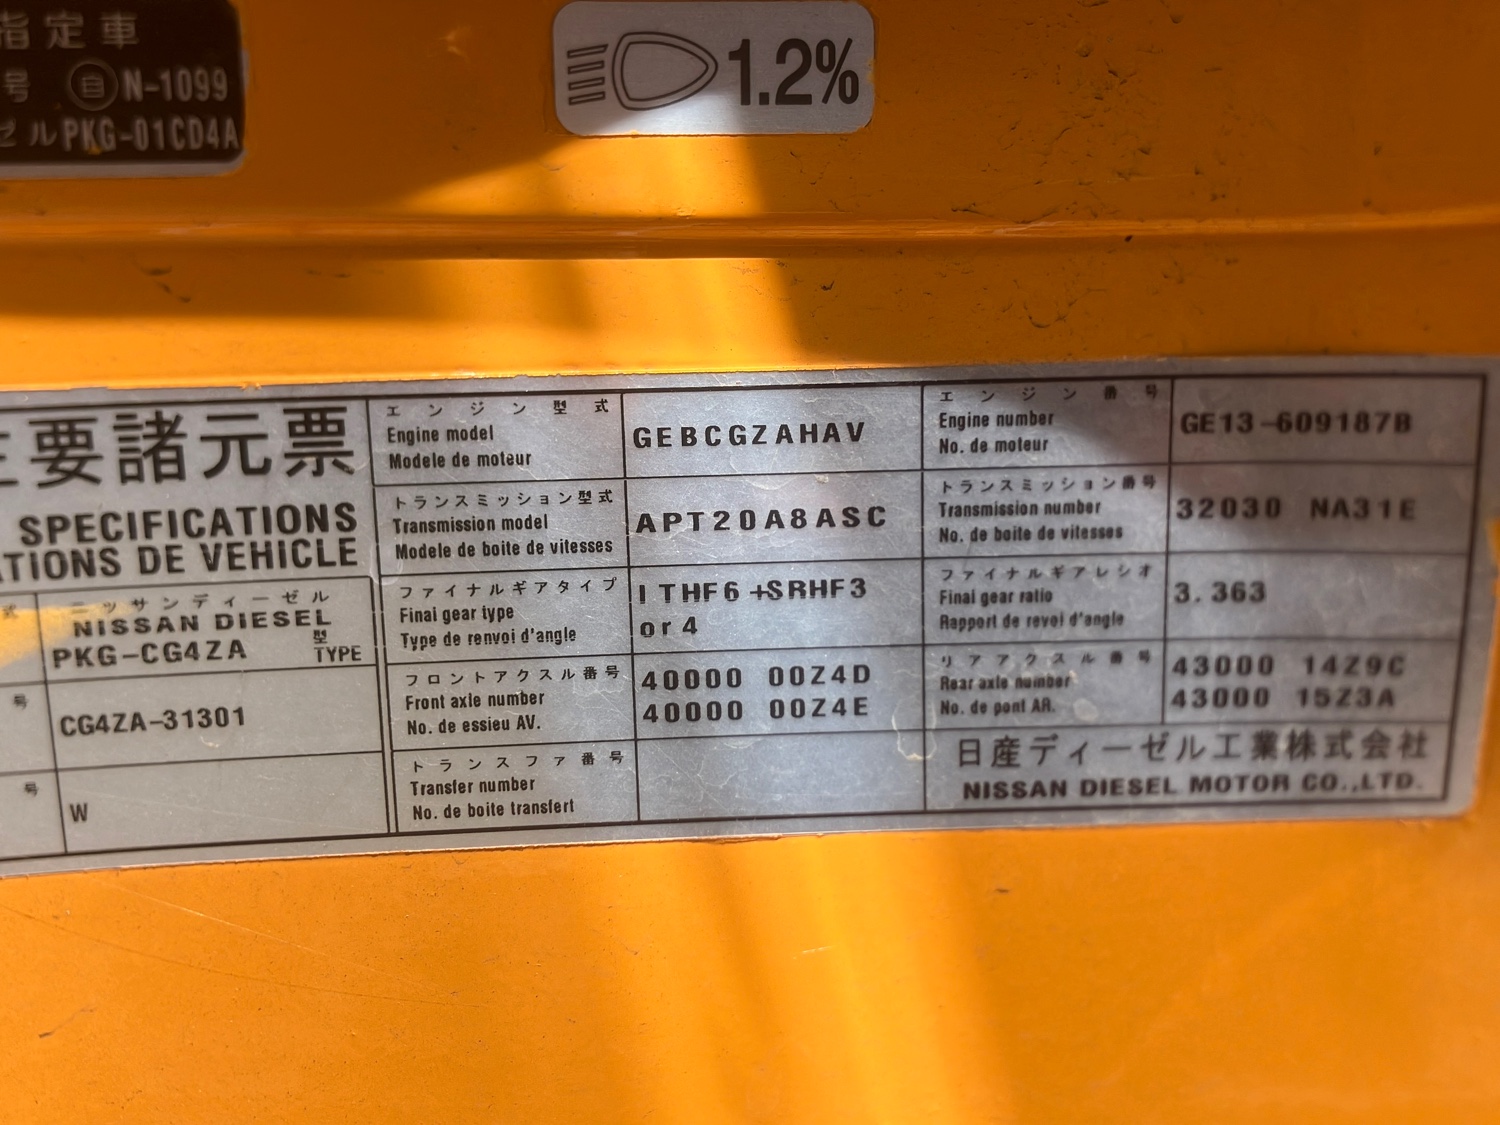 指定車
号 自 N-1099
ゼル PKG-01CD4A
1.2%
主要諸元票
SPECIFICATIONS
ATIONS DE VEHICLE
式
ニッサンディーゼル
NISSAN DIESEL
PKG-CG4ZA
型
TYPE
号
CG4ZA-31301
号
W
エンジン型式
Engine model
Modele de moteur
GEBCGZAHAV
エンジン番号
Engine number
No. de moteur
GE13-609187B
トランスミッション型式
Transmission model
Modele de boite de vitesses
APT20A8ASC
トランスミッション番号
Transmission number
No. de boite de vitesses
32030 NA31E
ファイナルギアタイプ
Final gear type
Type de renvoi d'angle
ITHF6+SRHF3
or4
ファイナルギアレシオ
Final gear ratio
Rapport de revoi d'angle
3.363
フロントアクスル番号
Front axle number
No. de essieu AV.
40000 00Z4D
40000 00Z4E
リアアクスル番号
Rear axle number
No. de pont AR.
43000 14Z9C
43000 15Z3A
トランスファ番号
Transfer number
No. de boite transfert
日産ディーゼル工業株式会社
NISSAN DIESEL MOTOR CO.,LTD.